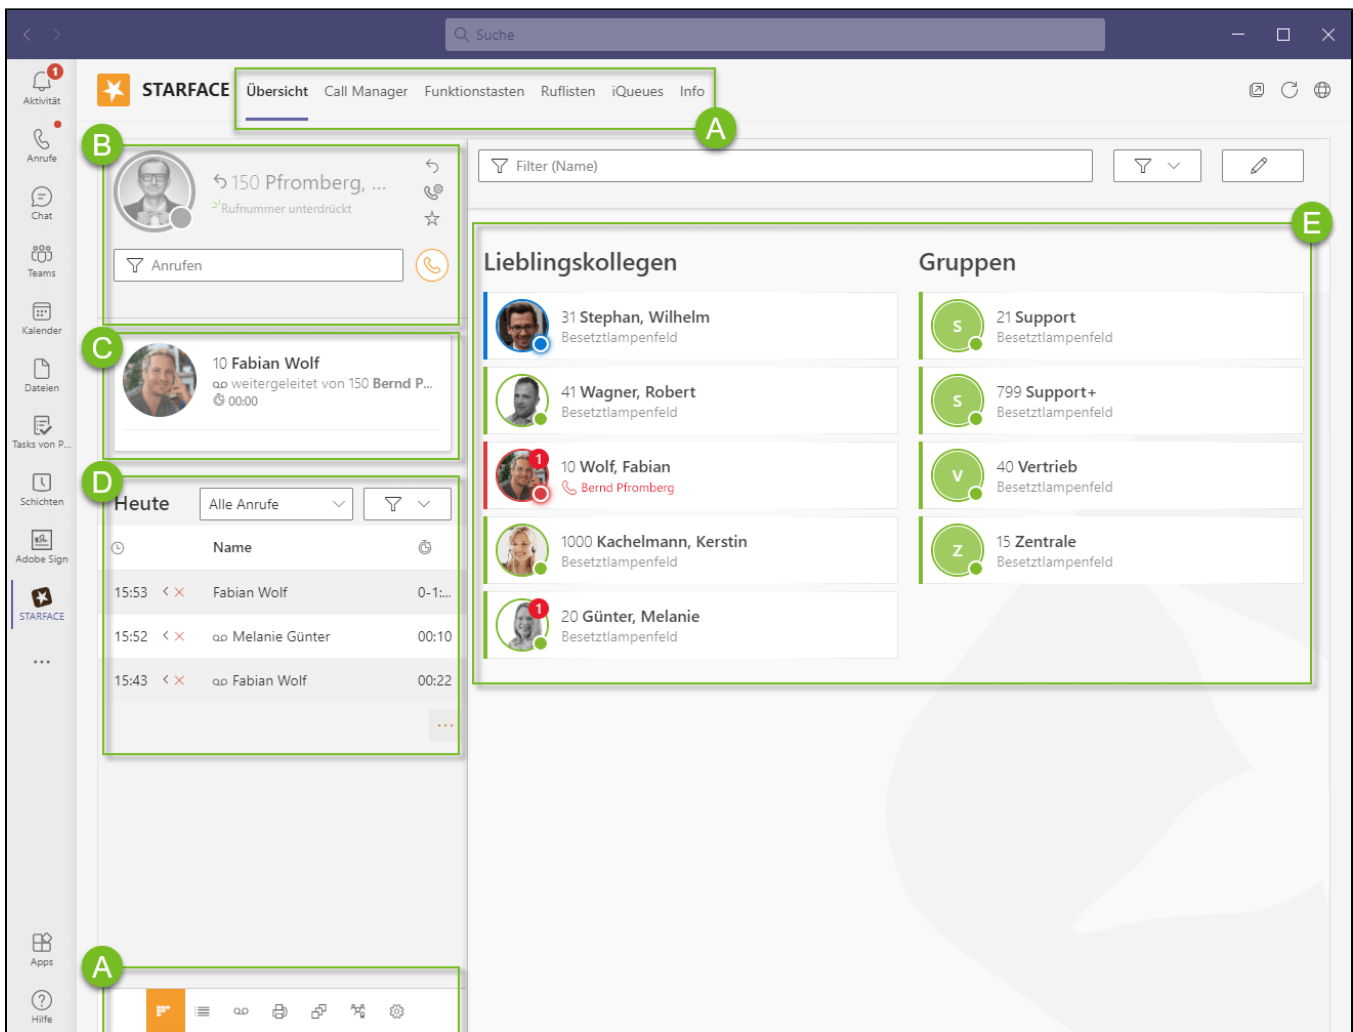 Suche
1
Aktivität
Anrufe
Chat
Teams
Kalender
Dateien
Tasks von P...
Schichten
Adobe Sign
STARFACE
Apps
Hilfe
STARFACE Übersicht Call Manager Funktionstasten Ruflisten iQueues Info
A
B
150 Pfromberg, ...
Rufnummer unterdrückt
Anrufen
C
10 Fabian Wolf
weitergeleitet von 150 Bernd P...
00:00
D
Heute Alle Anrufe
Name
15:53 Fabian Wolf 0-1:...
15:52 Melanie Günter 00:10
15:43 Fabian Wolf 00:22
...
A
Filter (Name)
E
Lieblingskollegen
31 Stephan, Wilhelm
Besetztlampenfeld
41 Wagner, Robert
Besetztlampenfeld
1
10 Wolf, Fabian
Bernd Pfromberg
1000 Kachelmann, Kerstin
Besetztlampenfeld
1
20 Günter, Melanie
Besetztlampenfeld
Gruppen
S
21 Support
Besetztlampenfeld
S
799 Support+
Besetztlampenfeld
V
40 Vertrieb
Besetztlampenfeld
Z
15 Zentrale
Besetztlampenfeld